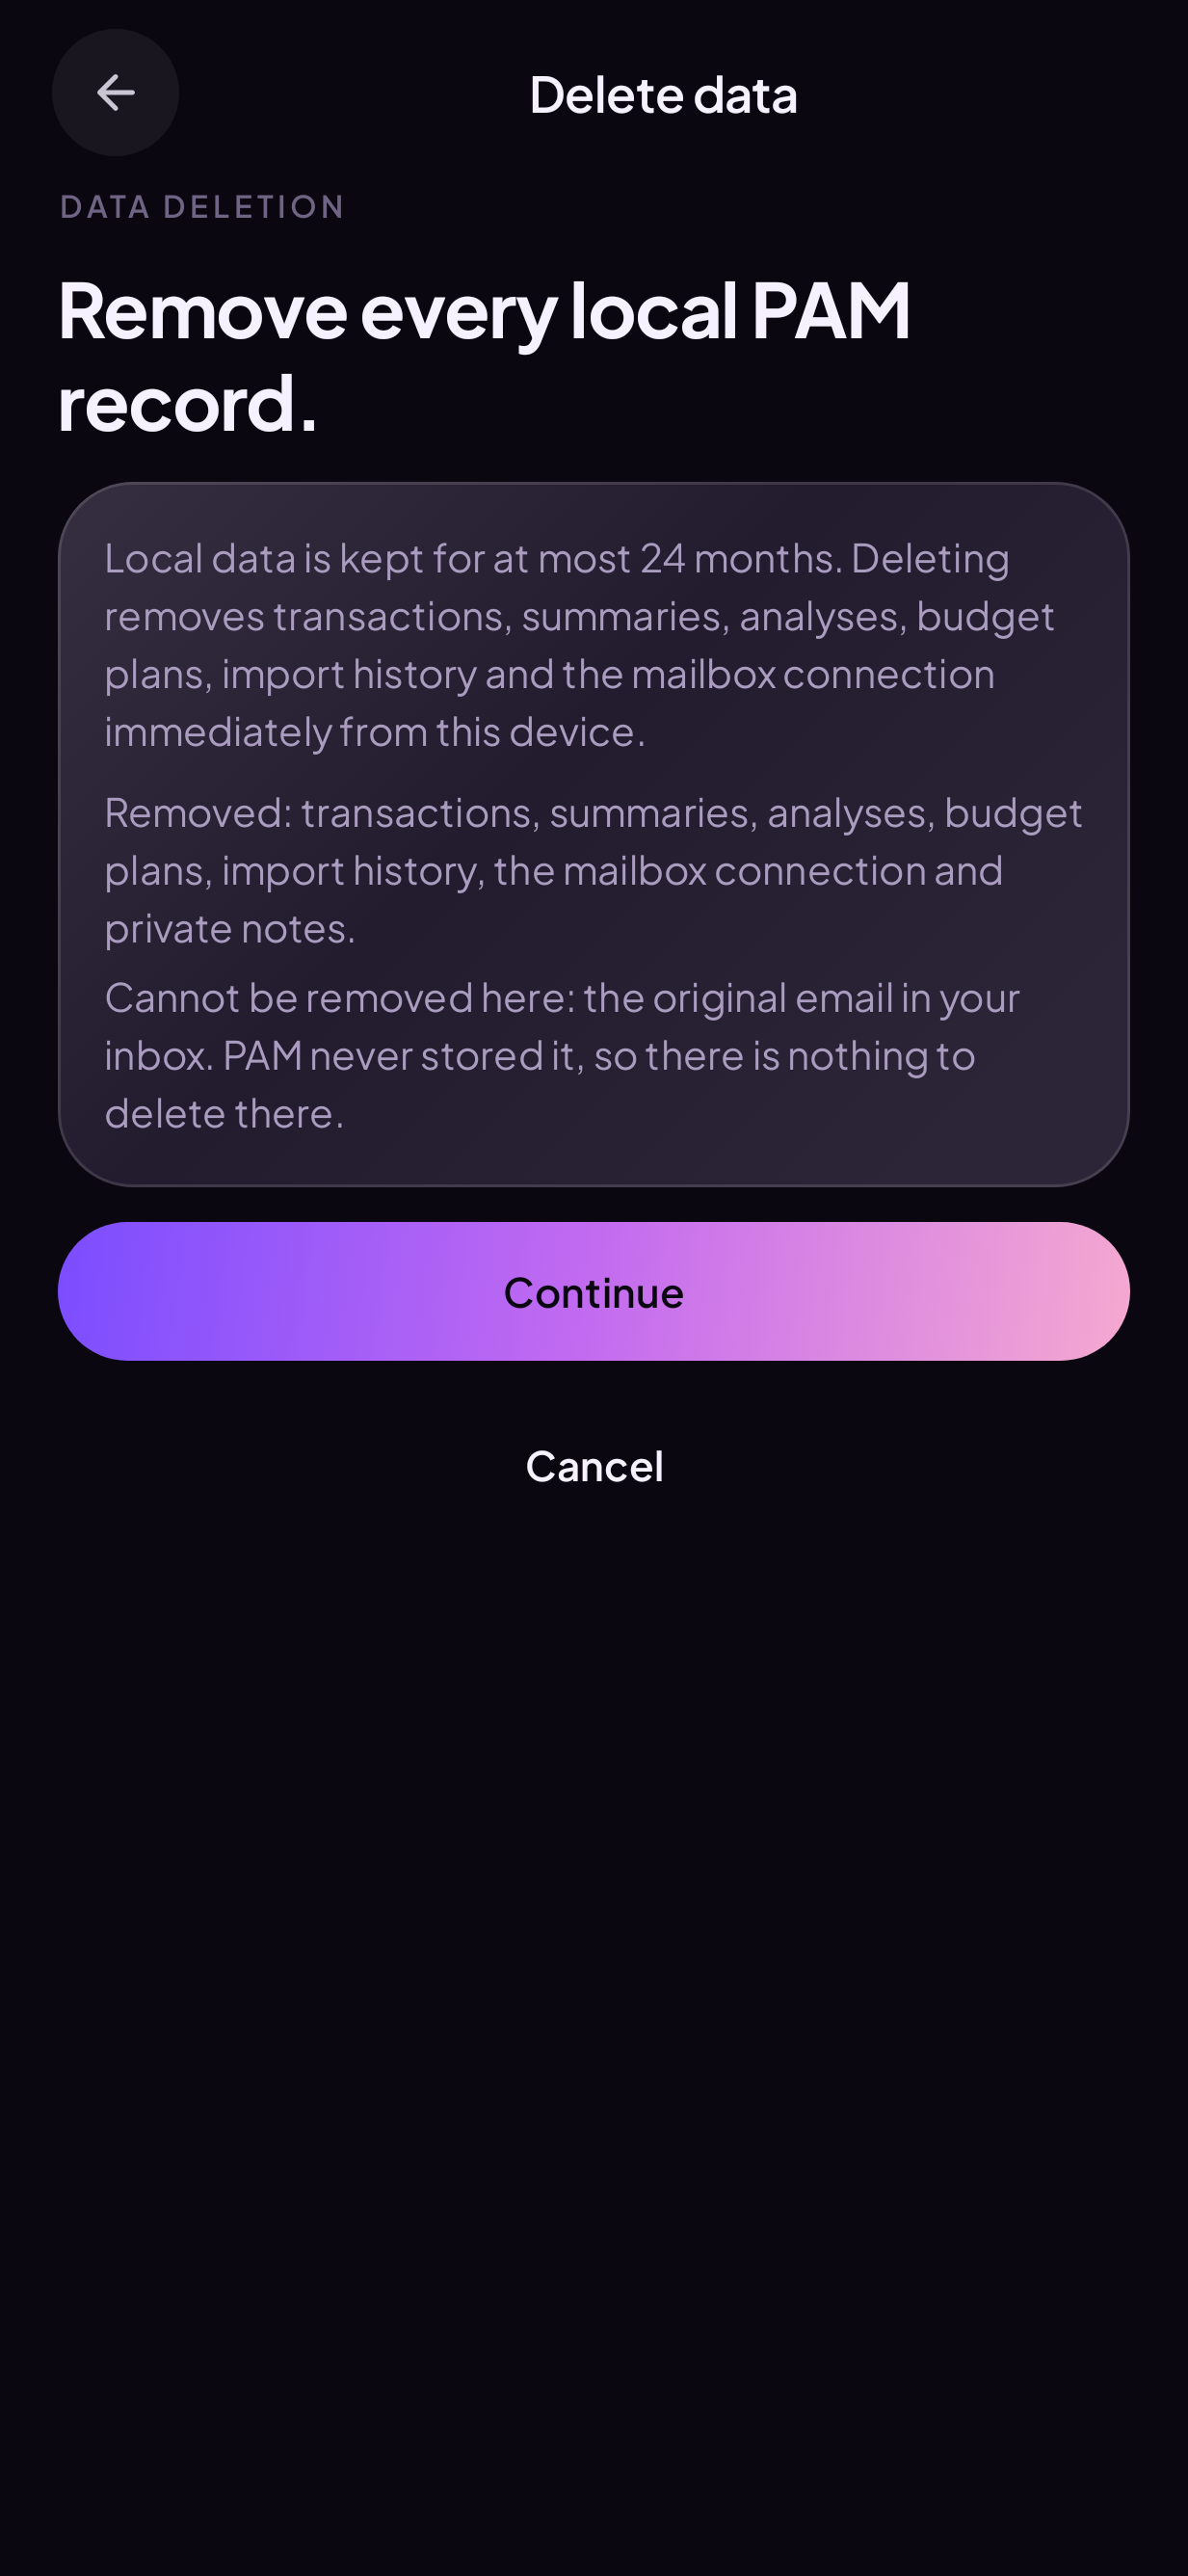 Delete data
DATA DELETION
Remove every local PAM
record.
Local data is kept for at most 24 months. Deleting
removes transactions, summaries, analyses, budget
plans, import history and the mailbox connection
immediately from this device.
Removed: transactions, summaries, analyses, budget
plans, import history, the mailbox connection and
private notes.
Cannot be removed here: the original email in your
inbox. PAM never stored it, so there is nothing to
delete there.
Continue
Cancel